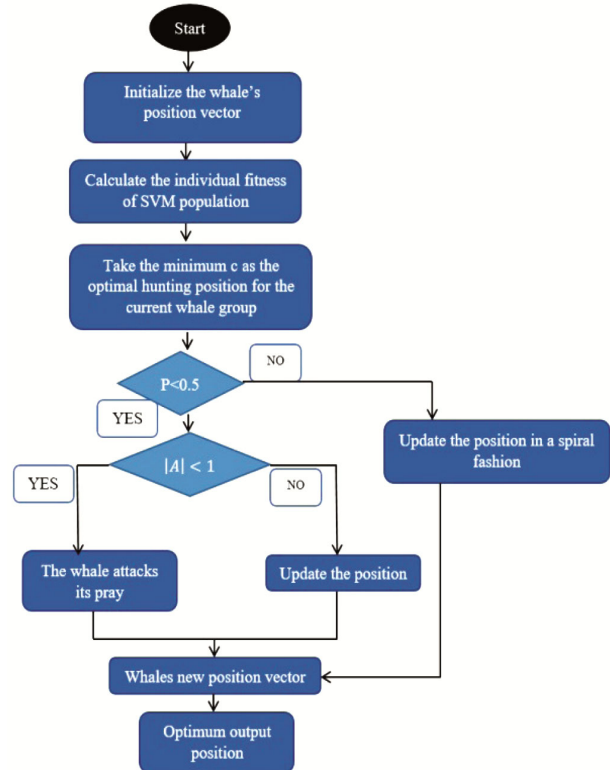 Start
Initialize the whale's
position vector
Calculate the individual fitness
of SVM population
Take the minimum c as the
optimal hunting position for the
current whale group
P<0.5
NO
YES
Update the position in a spiral
fashion
|A| < 1
YES
NO
The whale attacks
its pray
Update the position
Whales new position vector
Optimum output
position